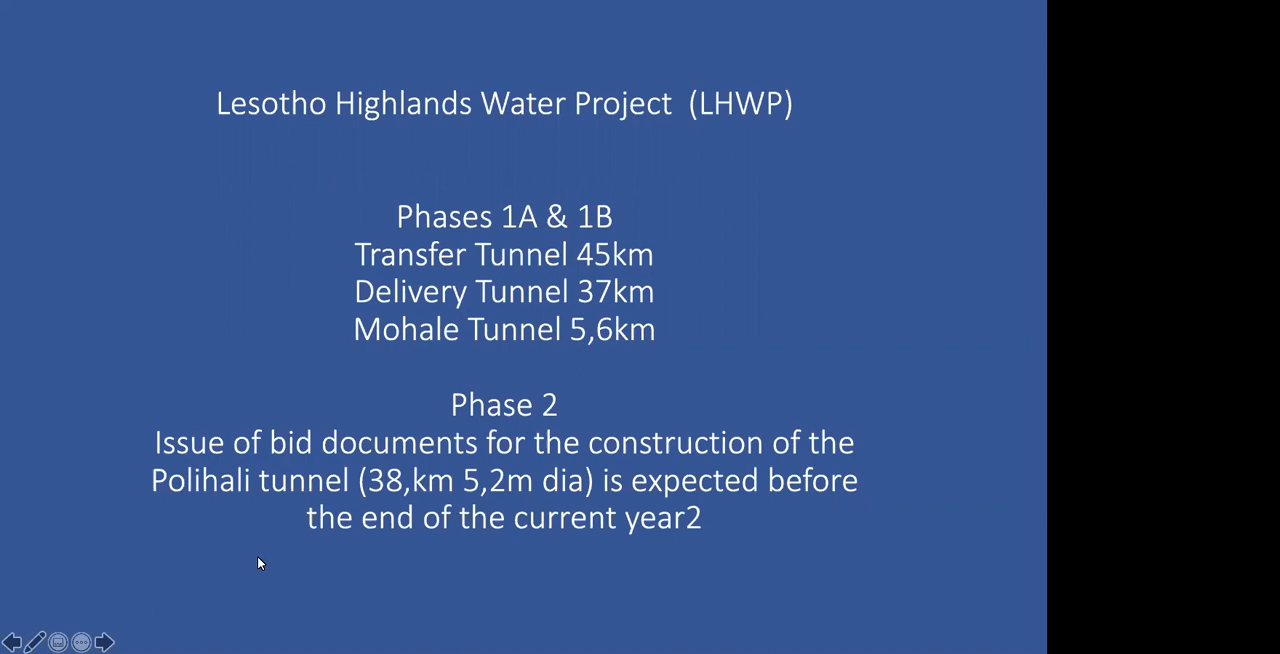 Lesotho Highlands Water Project (LHWP)
Phases 1A & 1B
Transfer Tunnel 45km
Delivery Tunnel 37km
Mohale Tunnel 5,6km
Phase 2
Issue of bid documents for the construction of the
Polihali tunnel (38,km 5,2m dia) is expected before
the end of the current year2